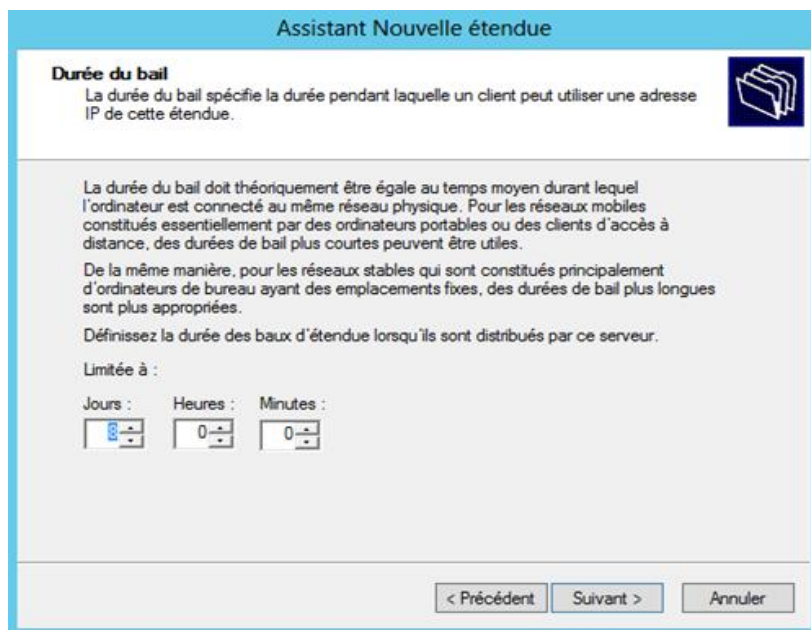 Assistant Nouvelle étendue
Durée du bail
La durée du bail spécifie la durée pendant laquelle un client peut utiliser une adresse
IP de cette étendue.
La durée du bail doit théoriquement être égale au temps moyen durant lequel
l'ordinateur est connecté au même réseau physique. Pour les réseaux mobiles
constitués essentiellement par des ordinateurs portables ou des clients d'accès à
distance, des durées de bail plus courtes peuvent être utiles.
De la même manière, pour les réseaux stables qui sont constitués principalement
d'ordinateurs de bureau ayant des emplacements fixes, des durées de bail plus longues
sont plus appropriées.
Définissez la durée des baux d'étendue lorsqu'ils sont distribués par ce serveur.
Limitée à :
Jours : Heures : Minutes :
8 0 0
< Précédent Suivant > Annuler